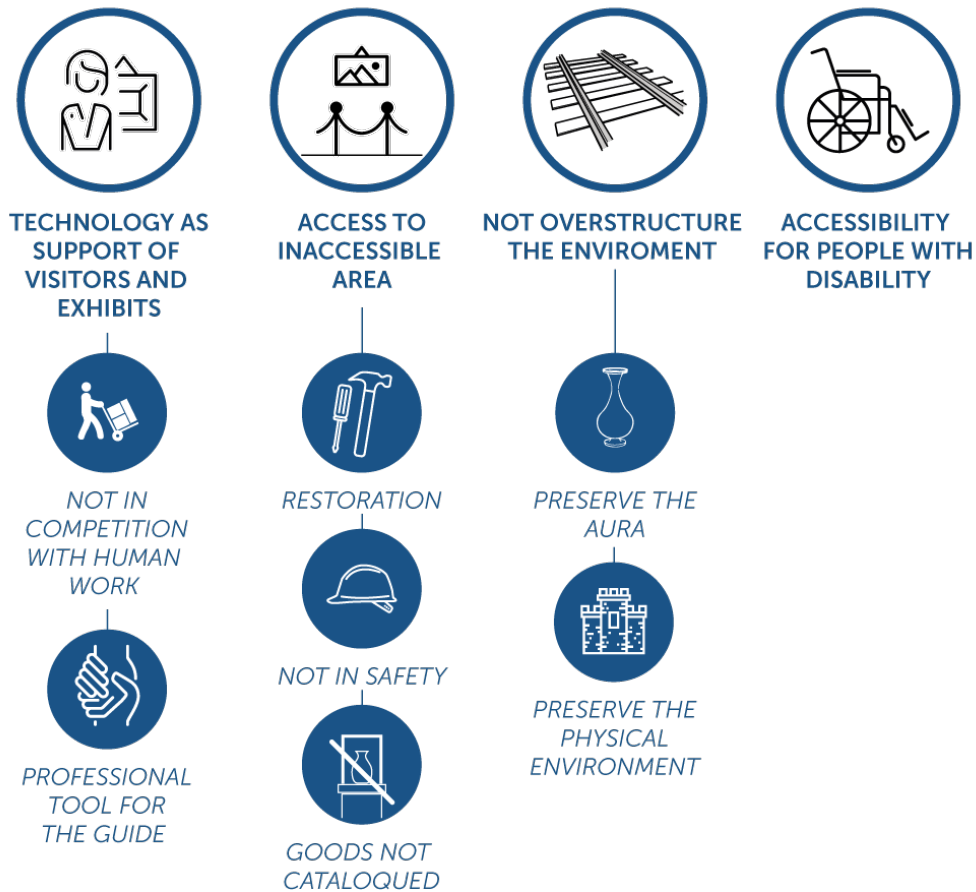 TECHNOLOGY AS
SUPPORT OF
VISITORS AND
EXHIBITS
NOT IN
COMPETITION
WITH HUMAN
WORK
PROFESSIONAL
TOOL FOR
THE GUIDE
ACCESS TO
INACCESSIBLE
AREA
RESTORATION
NOT IN SAFETY
GOODS NOT
CATALOQUED
NOT OVERSTRUCTURE
THE ENVIROMENT
PRESERVE THE
AURA
PRESERVE THE
PHYSICAL
ENVIRONMENT
ACCESSIBILITY
FOR PEOPLE WITH
DISABILITY